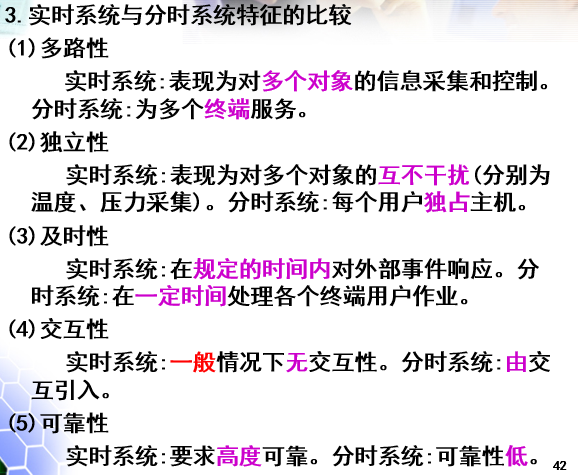 3.实时系统与分时系统特征的比较
(1)多路性
实时系统:表现为对多个对象的信息采集和控制。
分时系统:为多个终端服务。
(2)独立性
实时系统:表现为对多个对象的互不干扰(分别为
温度、压力采集)。分时系统:每个用户独占主机。
(3)及时性
实时系统:在规定的时间内对外部事件响应。分
时系统:在一定时间处理各个终端用户作业。
(4)交互性
实时系统:一般情况下无交互性。分时系统:由交
互引入。
(5)可靠性
实时系统:要求高度可靠。分时系统:可靠性低。
42